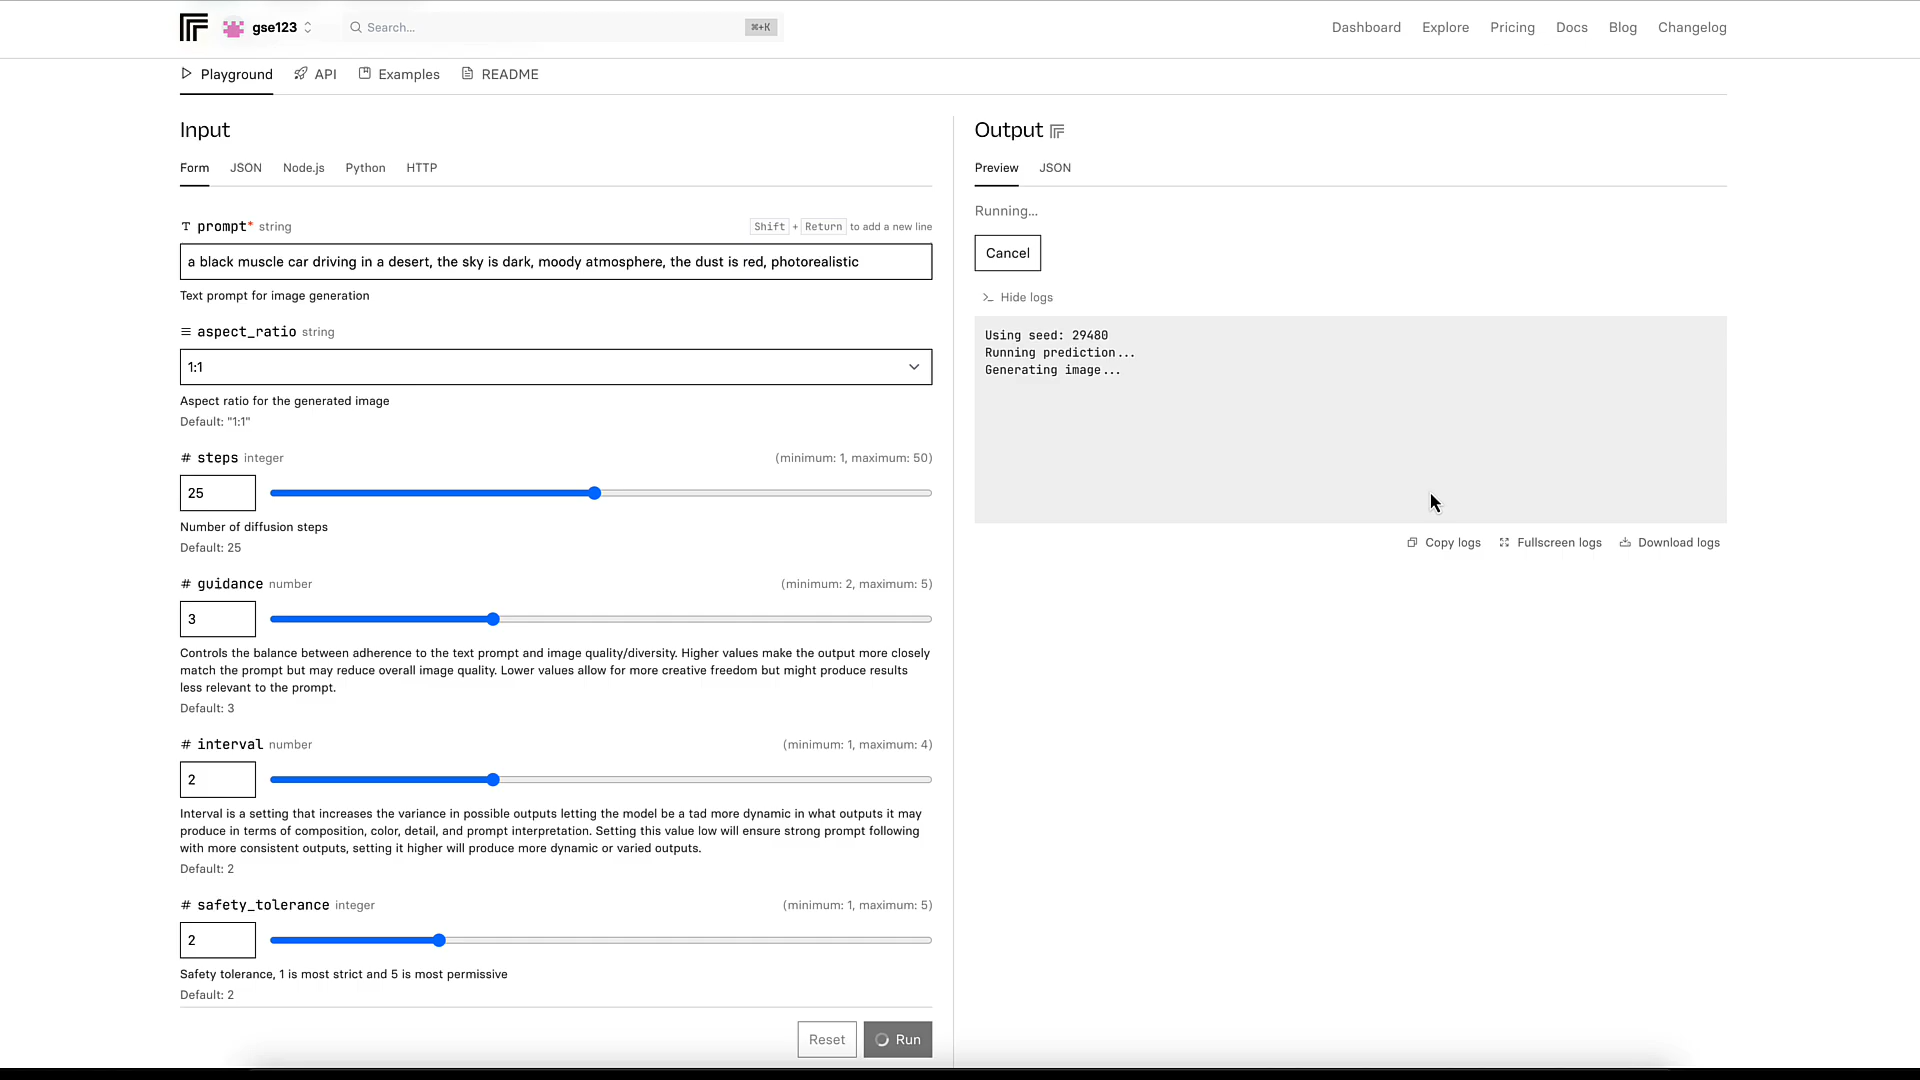 gse123
Search...
⌘+K
Dashboard
Explore
Pricing
Docs
Blog
Changelog
Playground
API
Examples
README
Input
Form
JSON
Node.js
Python
HTTP
prompt* string
Shift + Return to add a new line
a black muscle car driving in a desert, the sky is dark, moody atmosphere, the dust is red, photorealistic
Text prompt for image generation
aspect_ratio string
1:1
Aspect ratio for the generated image
Default: "1:1"
# steps integer
(minimum: 1, maximum: 50)
25
Number of diffusion steps
Default: 25
# guidance number
(minimum: 2, maximum: 5)
3
Controls the balance between adherence to the text prompt and image quality/diversity. Higher values make the output more closely
match the prompt but may reduce overall image quality. Lower values allow for more creative freedom but might produce results
less relevant to the prompt.
Default: 3
# interval number
(minimum: 1, maximum: 4)
2
Interval is a setting that increases the variance in possible outputs letting the model be a tad more dynamic in what outputs it may
produce in terms of composition, color, detail, and prompt interpretation. Setting this value low will ensure strong prompt following
with more consistent outputs, setting it higher will produce more dynamic or varied outputs.
Default: 2
# safety_tolerance integer
(minimum: 1, maximum: 5)
2
Safety tolerance, 1 is most strict and 5 is most permissive
Default: 2
Reset
Run
Output
Preview
JSON
Running...
Cancel
Hide logs
Using seed: 29480
Running prediction...
Generating image...
Copy logs
Fullscreen logs
Download logs